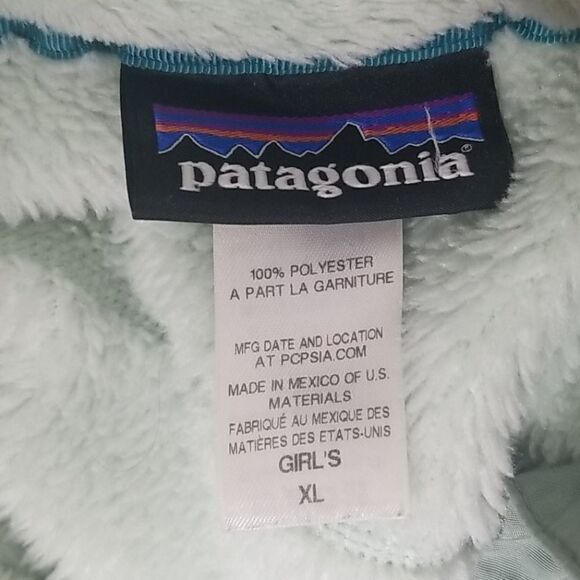 patagonia®
100% POLYESTER
A PART LA GARNITURE
MFG DATE AND LOCATION
AT PCPSIA.COM
MADE IN MEXICO OF U.S.
MATERIALS
FABRIQUÉ AU MEXIQUE DES
MATIÈRES DES ETATS-UNIS
GIRL'S
XL